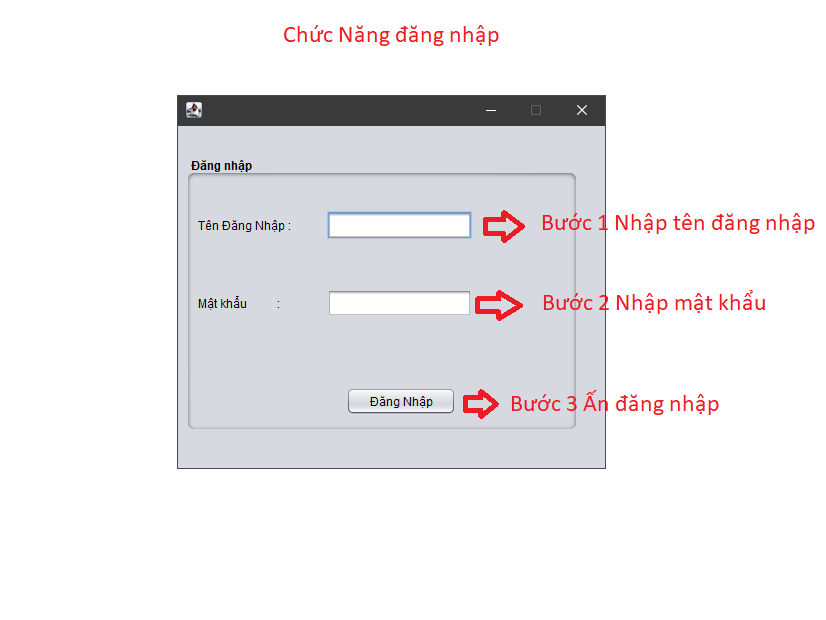 Chức Năng đăng nhập
Đăng nhập
Tên Đăng Nhập :
Bước 1 Nhập tên đăng nhập
Mật khẩu :
Bước 2 Nhập mật khẩu
Đăng Nhập
Bước 3 Ấn đăng nhập